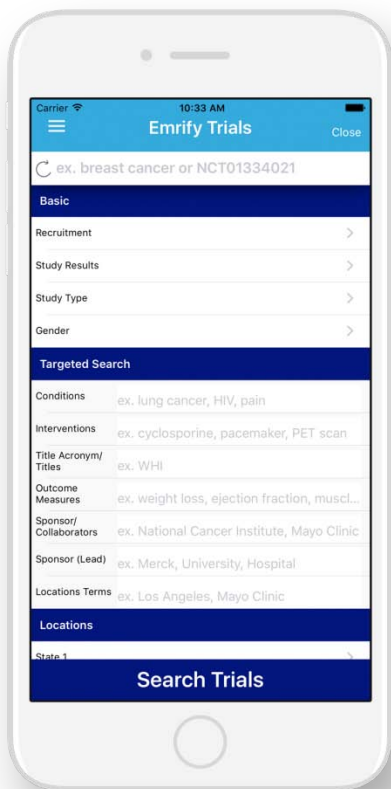 Carrier 10:33 AM
Emrify Trials
Close
ex. breast cancer or NCT01334021
Basic
Recruitment
Study Results
Study Type
Gender
Targeted Search
Conditions ex. lung cancer, HIV, pain
Interventions ex. cyclosporine, pacemaker, PET scan
Title Acronym/
Titles ex. WHI
Outcome
Measures ex. weight loss, ejection fraction, muscl...
Sponsor/
Collaborators ex. National Cancer Institute, Mayo Clinic
Sponsor (Lead) ex. Merck, University, Hospital
Locations Terms ex. Los Angeles, Mayo Clinic
Locations
State 1
Search Trials